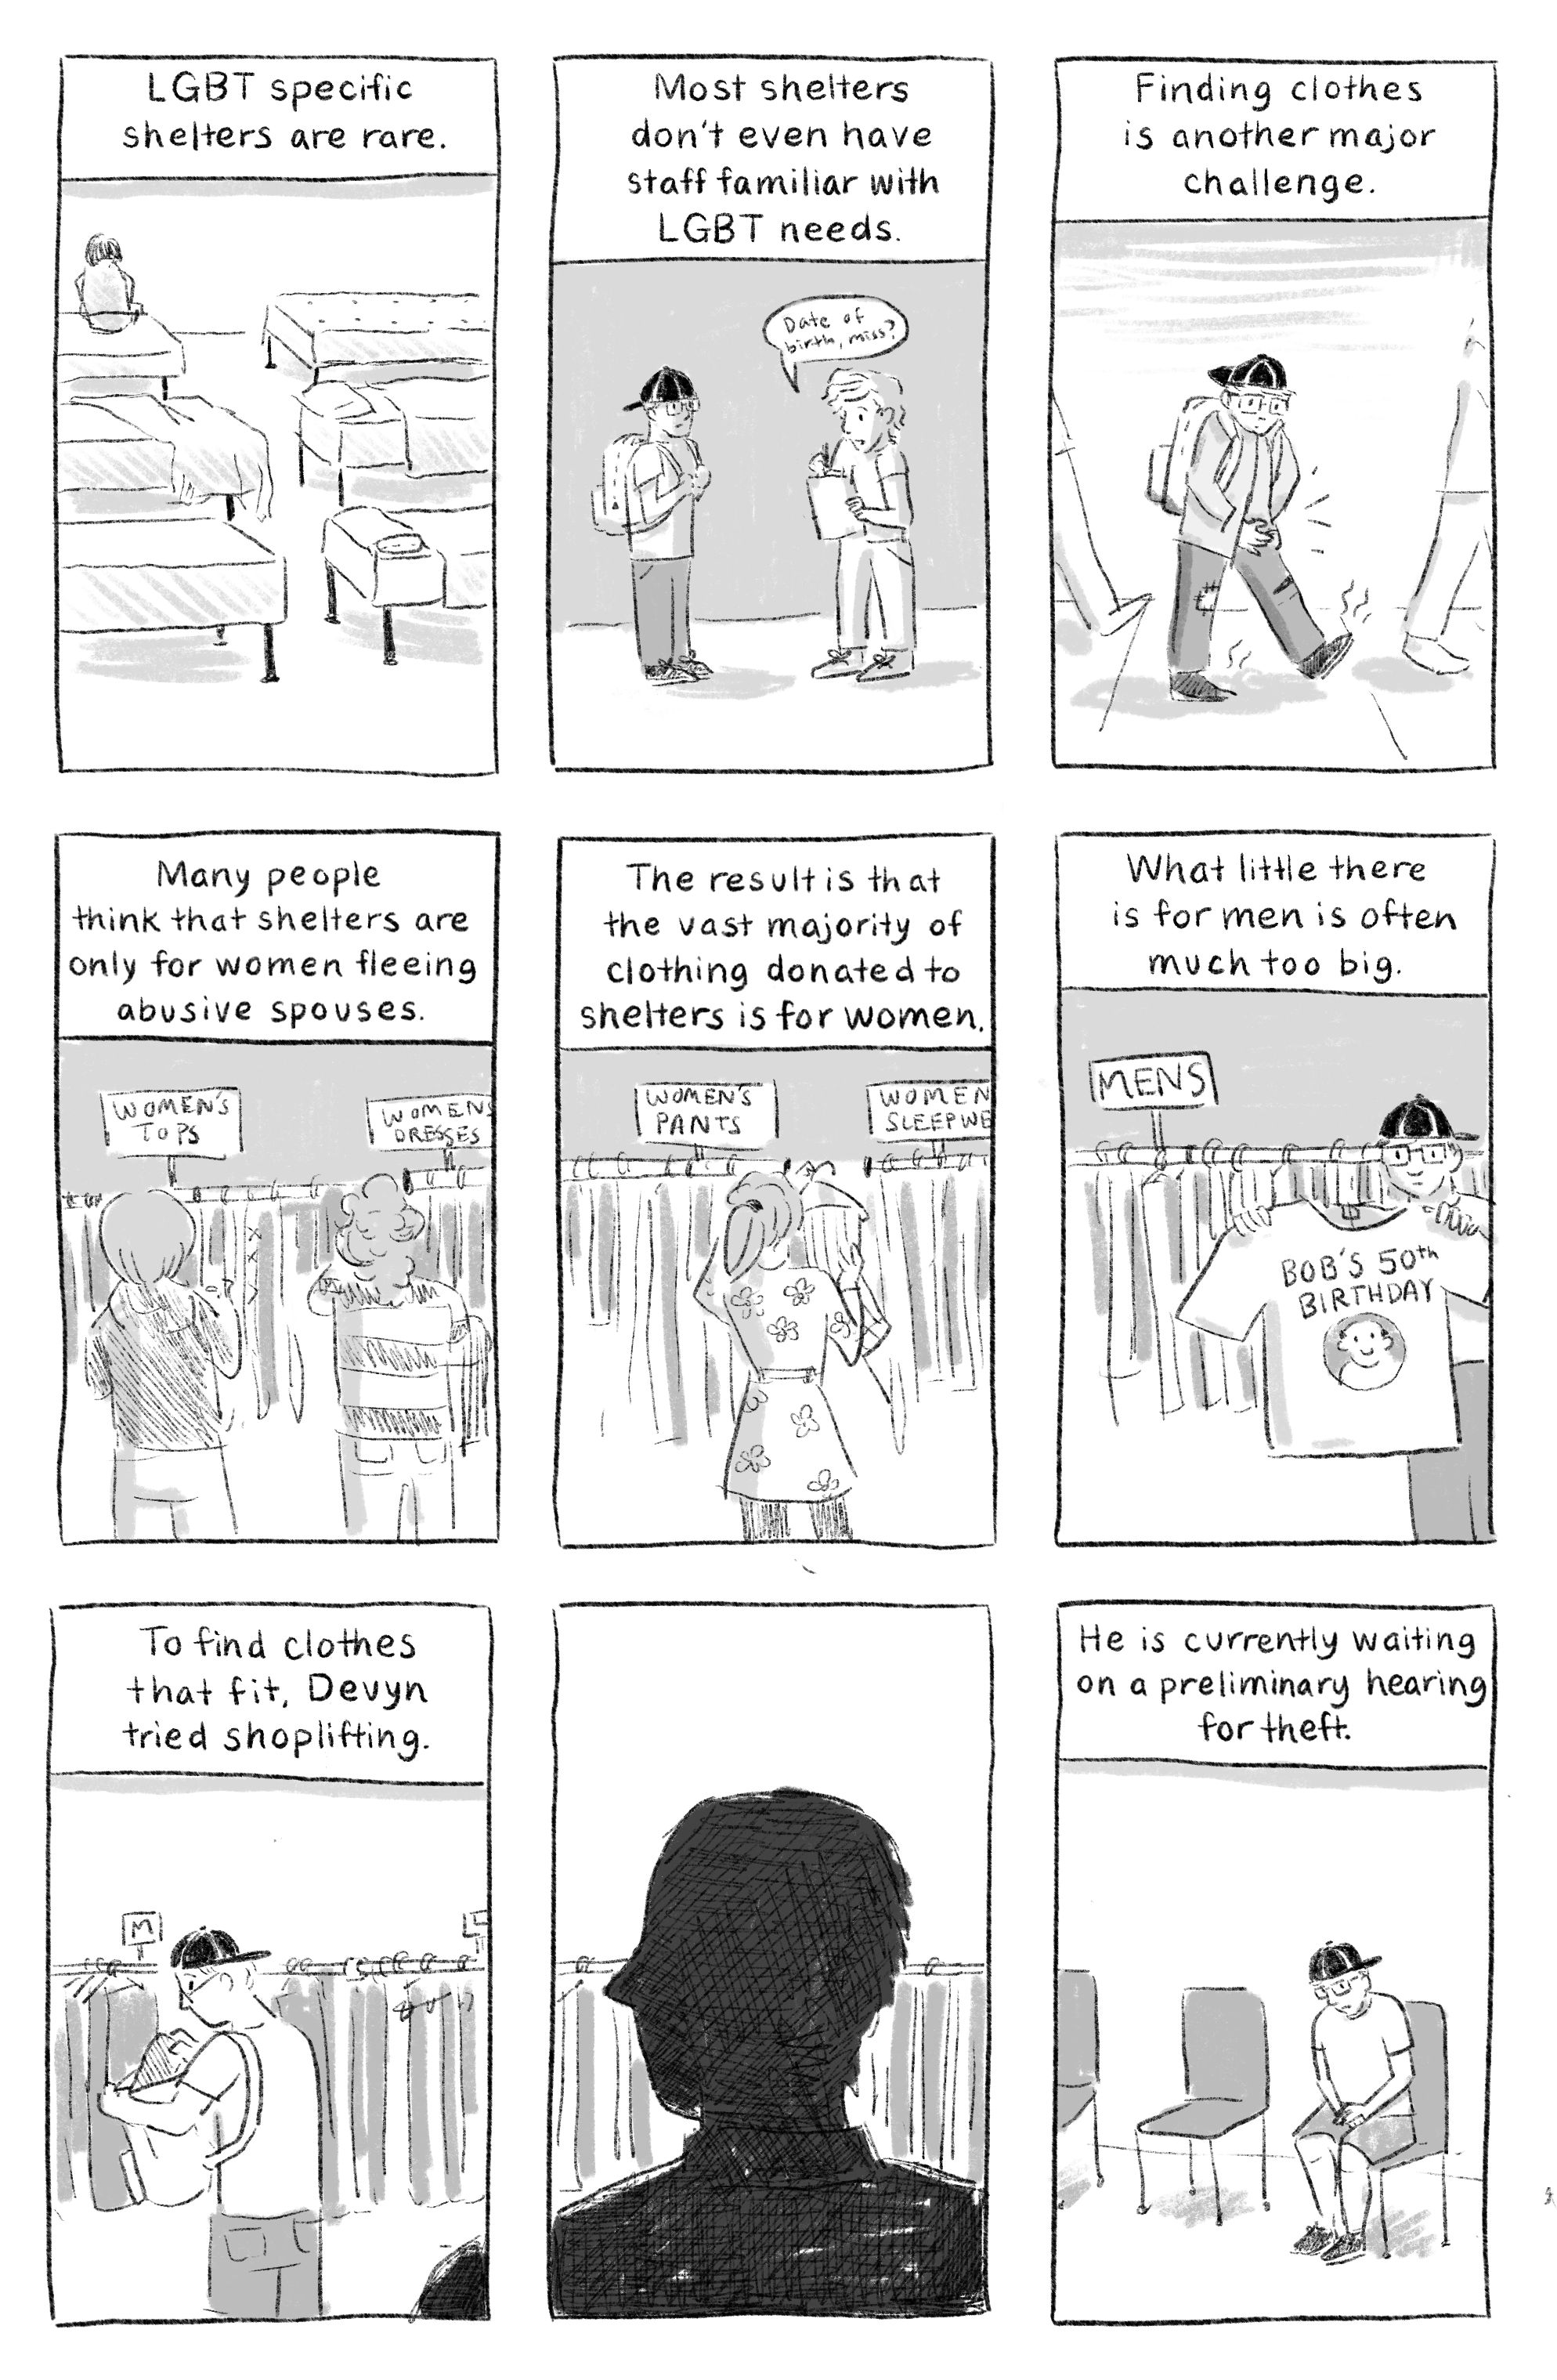 LGBT specific
shelters are rare.
Most shelters
don't even have
staff familiar with
LGBT needs.
Date of
birth, miss?
Finding clothes
is another major
challenge.
Many people
think that shelters are
only for women fleeing
abusive spouses.
WOMEN'S
TOPS
WOMENS
DRESSES
The result is that
the vast majority of
clothing donated to
shelters is for women.
WOMEN'S
PANTS
WOMEN
SLEEPWE
What little there
is for men is often
much too big.
MENS
BOB'S 50th
BIRTHDAY
To find clothes
that fit, Devyn
tried shoplifting.
M
L
He is currently waiting
on a preliminary hearing
for theft.